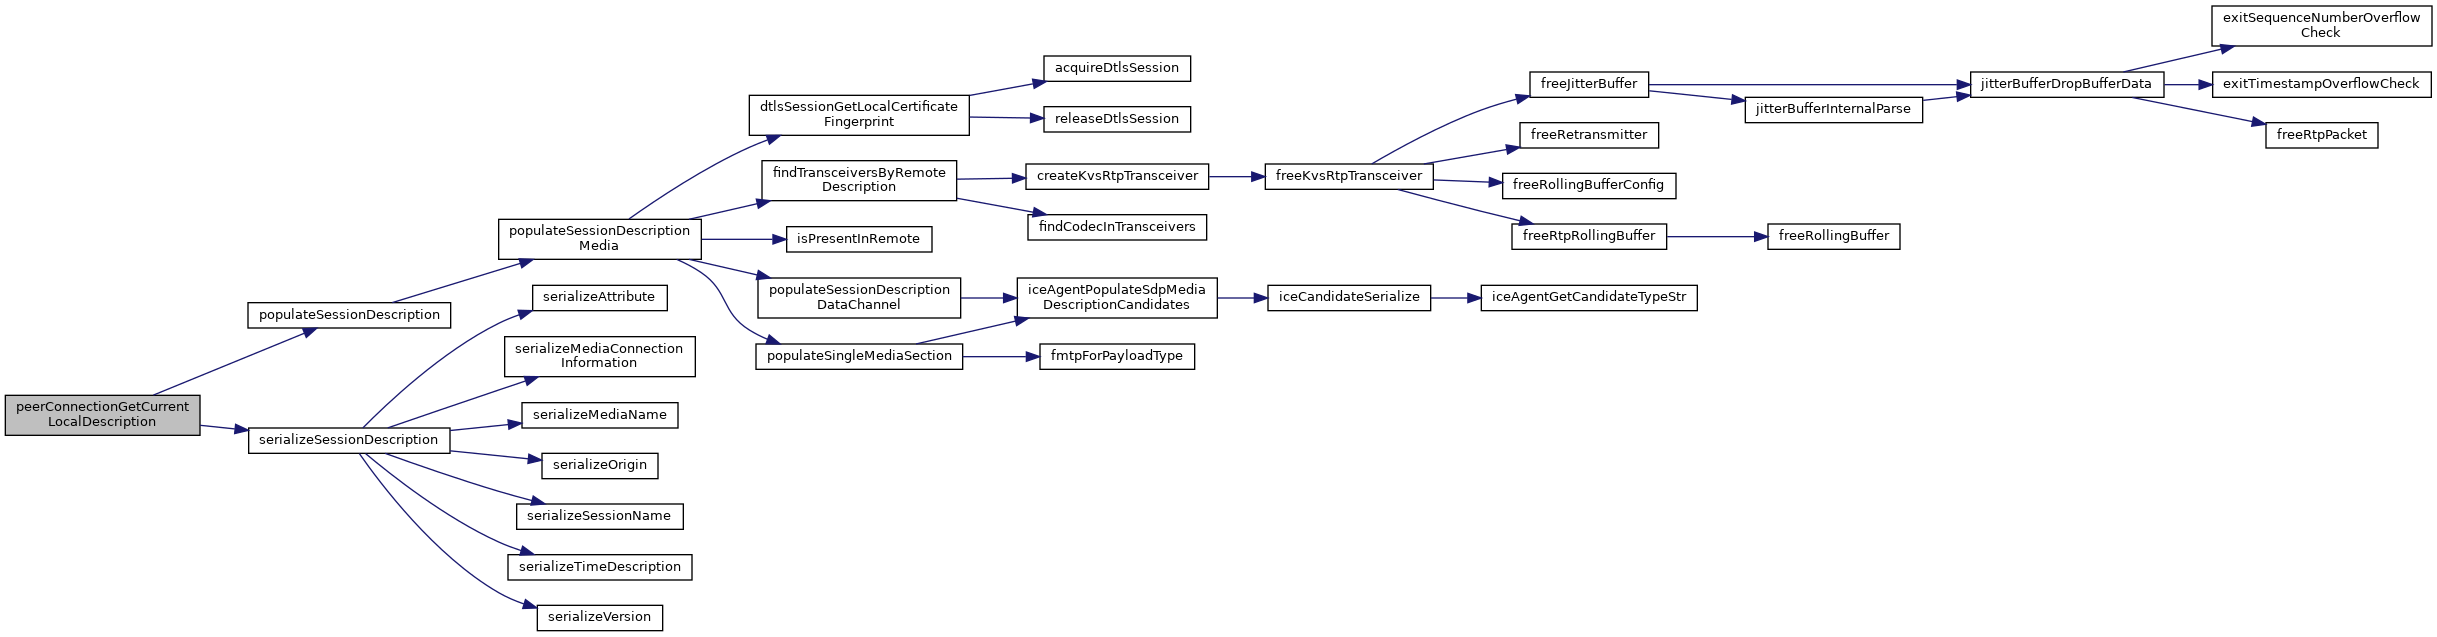 peerConnectionGetCurrent
LocalDescription
populateSessionDescription
serializeSessionDescription
populateSessionDescription
Media
serializeAttribute
serializeMediaConnection
Information
serializeMediaName
serializeOrigin
serializeSessionName
serializeTimeDescription
serializeVersion
dtlsSessionGetLocalCertificate
Fingerprint
findTransceiversByRemote
Description
isPresentInRemote
populateSessionDescription
DataChannel
populateSingleMediaSection
acquireDtlsSession
releaseDtlsSession
createKvsRtpTransceiver
findCodecInTransceivers
iceAgentPopulateSdpMedia
DescriptionCandidates
fmtpForPayloadType
freeKvsRtpTransceiver
iceCandidateSerialize
freeJitterBuffer
freeRetransmitter
freeRollingBufferConfig
freeRtpRollingBuffer
iceAgentGetCandidateTypeStr
jitterBufferInternalParse
freeRollingBuffer
jitterBufferDropBufferData
exitSequenceNumberOverflow
Check
exitTimestampOverflowCheck
freeRtpPacket